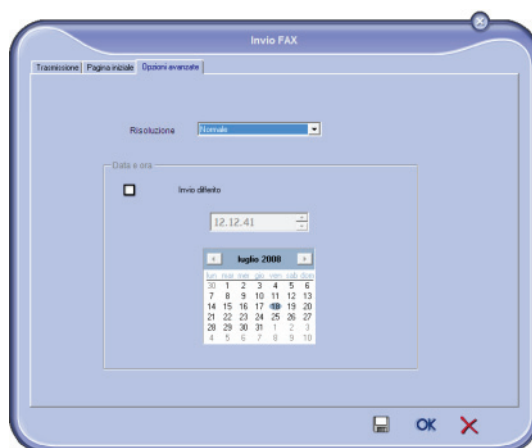 Invio FAX
Trasmissione Pagina iniziale Opzioni avanzate
Risoluzione Normale
Data e ora
Invio differito
12.12.41
luglio 2008
lun mar mer gio ven sab dom
30 1 2 3 4 5 6
7 8 9 10 11 12 13
14 15 16 17 18 19 20
21 22 23 24 25 26 27
28 29 30 31 1 2 3
4 5 6 7 8 9 10
OK